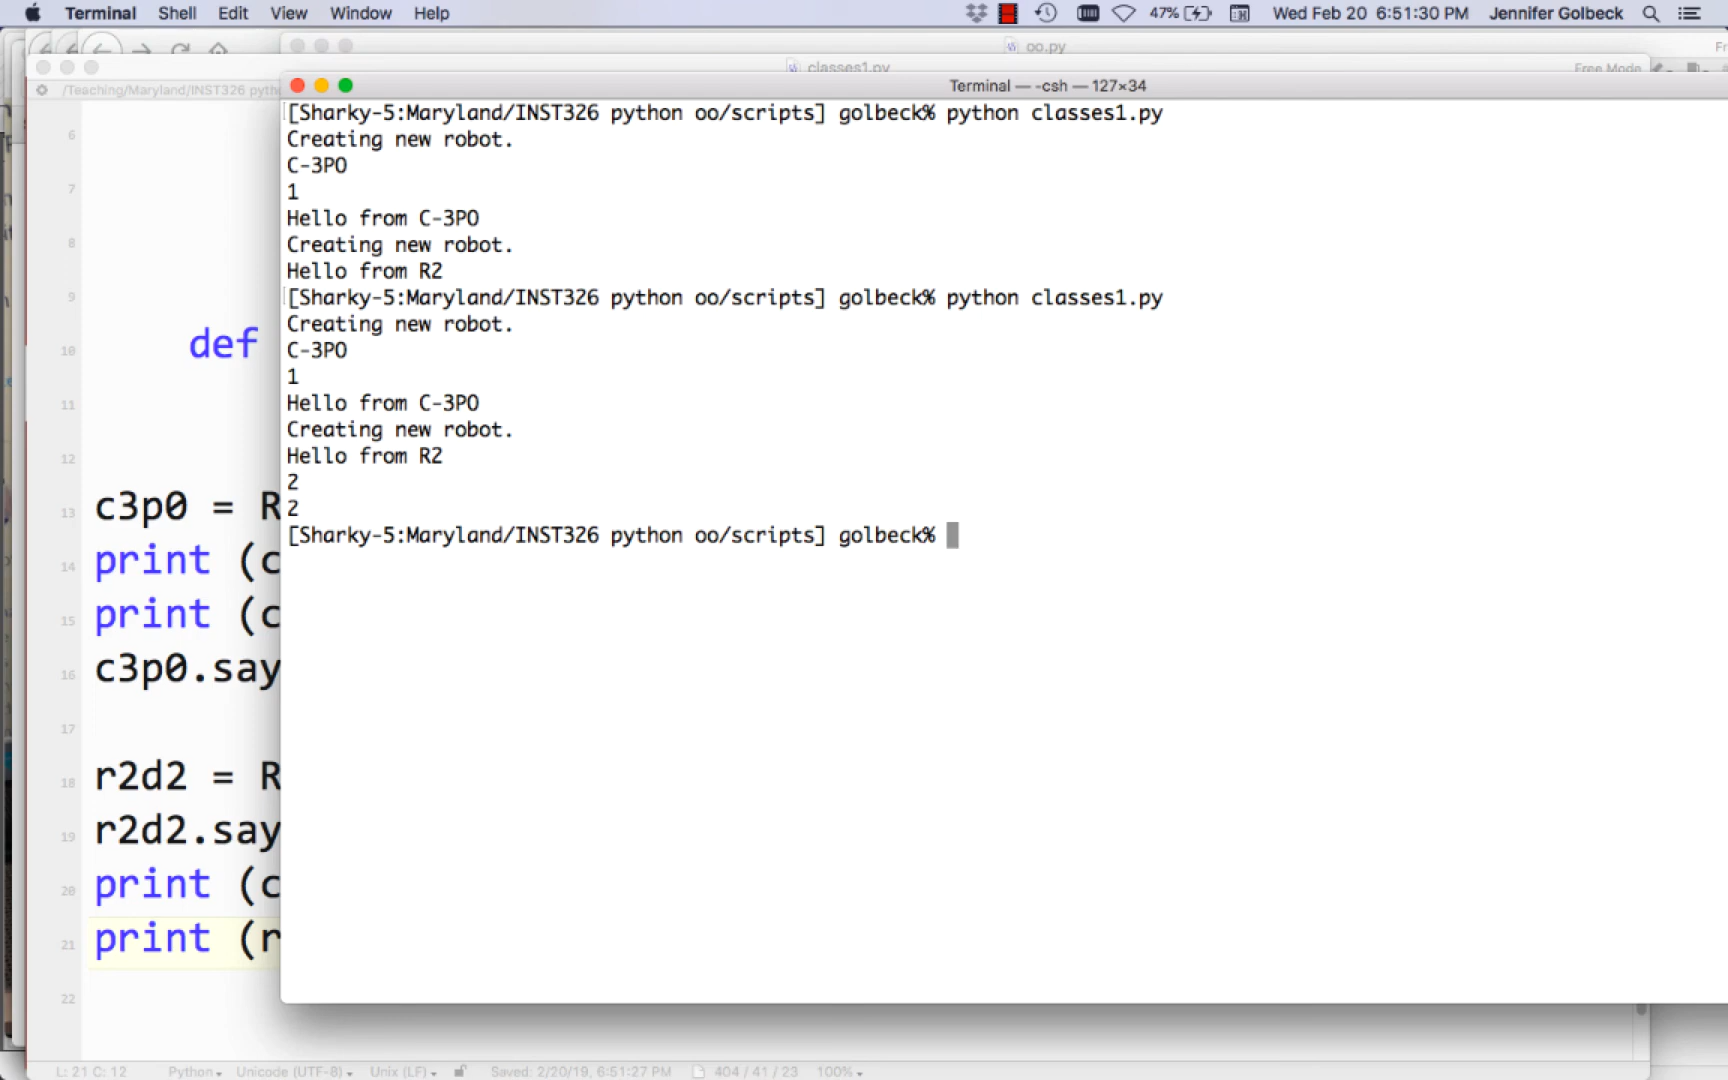 Terminal Shell Edit View Window Help 47% Wed Feb 20 6:51:30 PM Jennifer Golbeck
oo.py
classes1.py
Free Mode
/Teaching/Maryland/INST326 pyth
Terminal — -csh — 127×34
[Sharky-5:Maryland/INST326 python oo/scripts] golbeck% python classes1.py
Creating new robot.
C-3PO
1
Hello from C-3PO
Creating new robot.
Hello from R2
[Sharky-5:Maryland/INST326 python oo/scripts] golbeck% python classes1.py
Creating new robot.
C-3PO
1
Hello from C-3PO
Creating new robot.
Hello from R2
2
2
[Sharky-5:Maryland/INST326 python oo/scripts] golbeck%
6
7
8
9
10 def
11
12
13 c3p0 = R
14 print (c
15 print (c
16 c3p0.say
17
18 r2d2 = R
19 r2d2.say
20 print (c
21 print (r
22
L: 21 C: 12 Python Unicode (UTF-8) Unix (LF) Saved: 2/20/19, 6:51:27 PM 404 / 41 / 23 100%